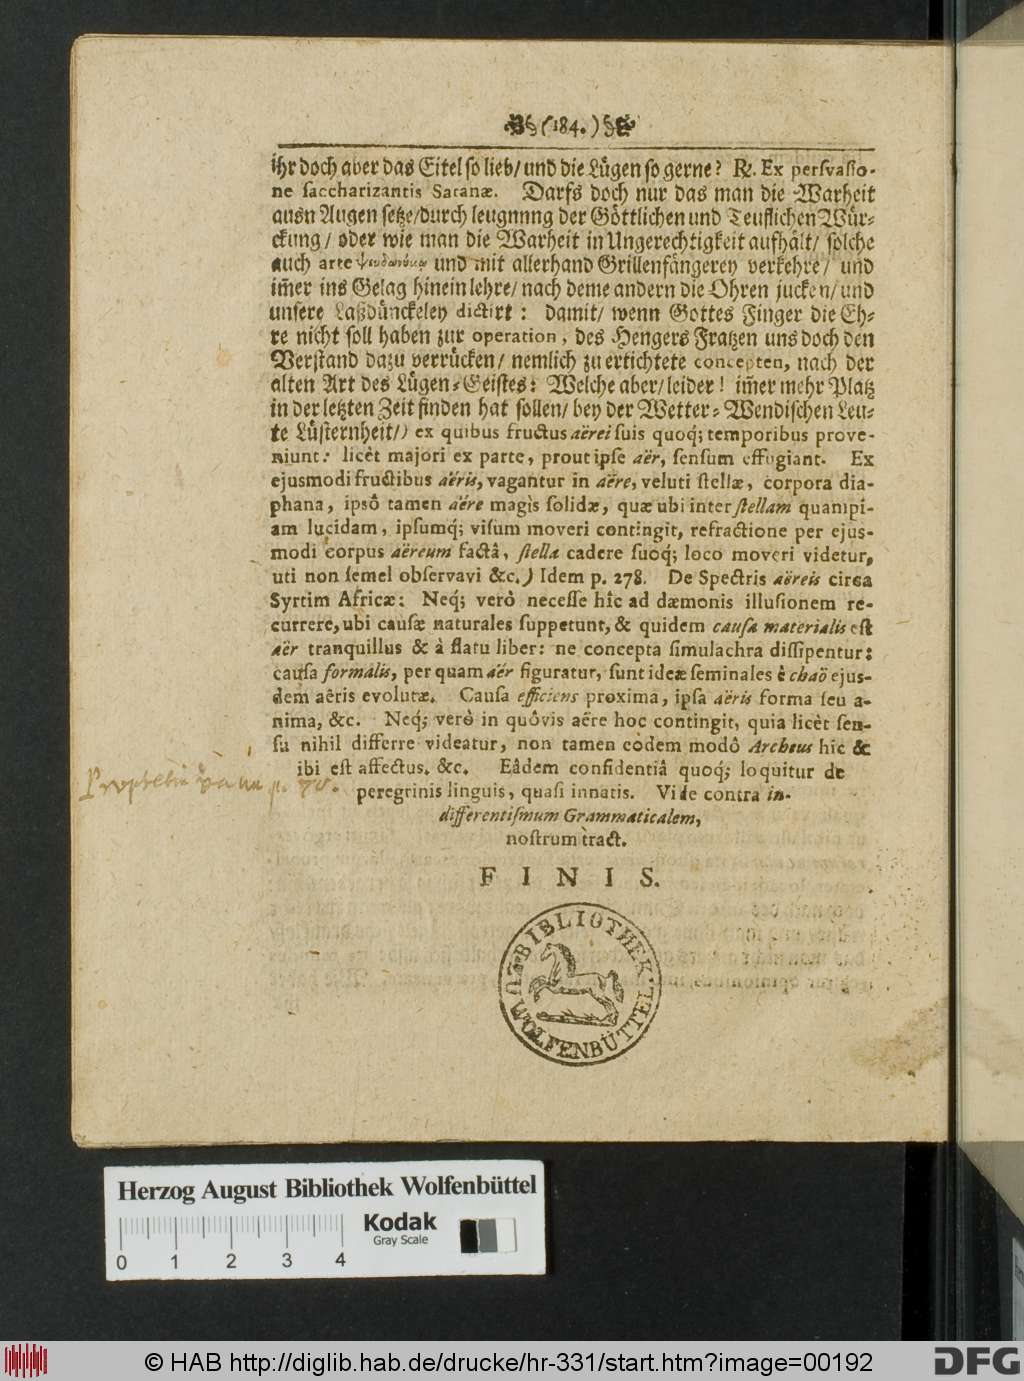 (184.)
ihr doch aber das Eitel so lieb/ und die Lügen so gerne? R. Ex persvasio-
ne saccharizantis Satanæ. Darfs doch nur das man die Warheit
ausn Augen setze/durch leugnnng der Göttlichen und Teuflichen Wür-
ckung/ oder wie man die Warheit in Ungerechtigkeit aufhält/ solche
auch arte und mit allerhand Grillenfängerey verkehre/ und
im̃er ins Gelag hinein lehre/ nach deme andern die Ohren jucken/ und
unsere Laßdünckeley dictirt: damit/ wenn Gottes Finger die Eh-
re nicht soll haben zur operation, des Hengers Fratzen uns doch den
Verstand dazu verrücken/ nemlich zu ertichtete concepten, nach der
alten Art des Lügen-Geistes: Welche aber/ leider! im̃er mehr Platz
in der letzten Zeit finden hat sollen/ bey der Wetter-Wendischen Leu-
te Lüsternheit/) ex quibus fructus aërei suis quoq; temporibus prove-
niunt: licèt majori ex parte, prout ipse aër, sensum effugiant. Ex
ejusmodi fructibus aëris, vagantur in aëre, veluti stellæ, corpora dia-
phana, ipsô tamen aëre magìs solidæ, quæ ubi inter stellam quampi-
am lucidam, ipsumq; visum moveri contingit, refractione per ejus-
modi corpus aëreum factâ, stella cadere suoq; loco moveri videtur,
uti non semel observavi &c.) Idem p. 278. De Spectris aëreis circa
Syrtim Africæ: Neq; verò necesse hîc ad dæmonis illusionem re-
currere, ubi causæ naturales suppetunt, & quidem causa materialis est
aër tranquillus & à flatu liber: ne concepta simulachra dissipentur:
causa formalis, per quam aër figuratur, sunt ideæ seminales è chaö ejus-
dem aëris evolutæ. Causa efficiens proxima, ipsa aëris forma seu a-
nima, &c. Neq; verò in quôvis aëre hoc contingit, quia licèt sen-
su nihil differre videatur, non tamen eòdem modô Archeus hic &
ibi est affectus. &c. Eâdem confidentiâ quoq; loquitur de
peregrinis linguis, quasi innatis. Vide contra in-
differentismum Grammaticalem,
nostrum tract.
FINIS.
BIBLIOTHEK
WOLFENBÜTTEL
Herzog August Bibliothek Wolfenbüttel
Kodak
Gray Scale
0 1 2 3 4
© HAB http://diglib.hab.de/drucke/hr-331/start.htm?image=00192
DFG